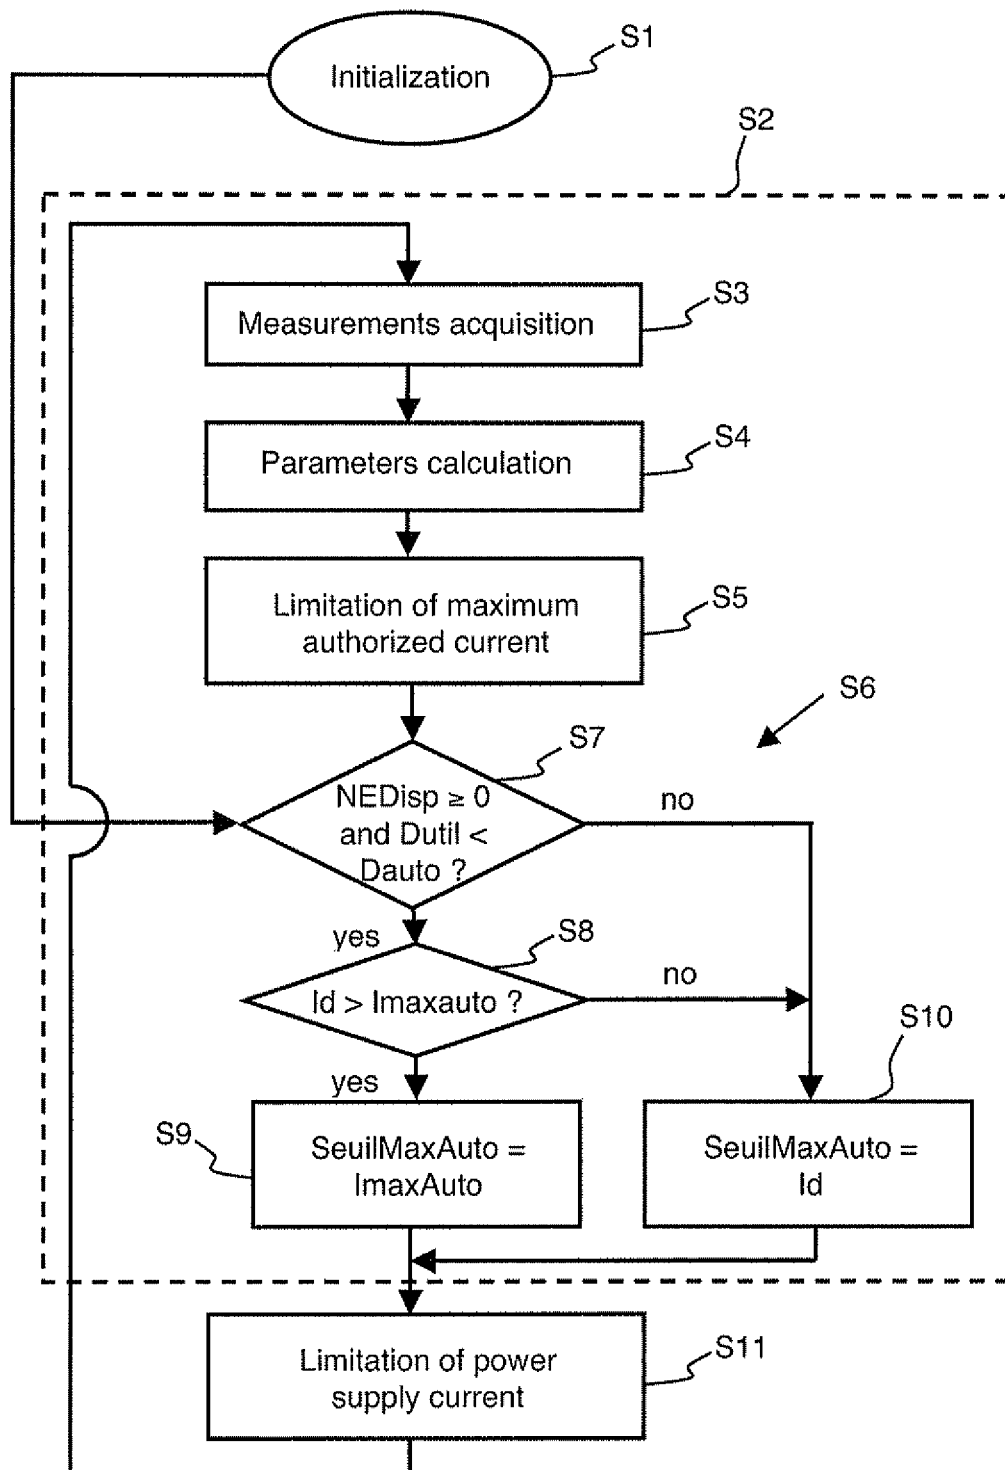 Initialization
S1
S2
Measurements acquisition
S3
Parameters calculation
S4
Limitation of maximum
authorized current
S5
S6
S7
NEDisp ≥ 0
and Dutil <
Dauto ?
no
yes
S8
Id > Imaxauto ?
no
yes
S10
S9
SeuilMaxAuto =
ImaxAuto
SeuilMaxAuto =
Id
Limitation of power
supply current
S11